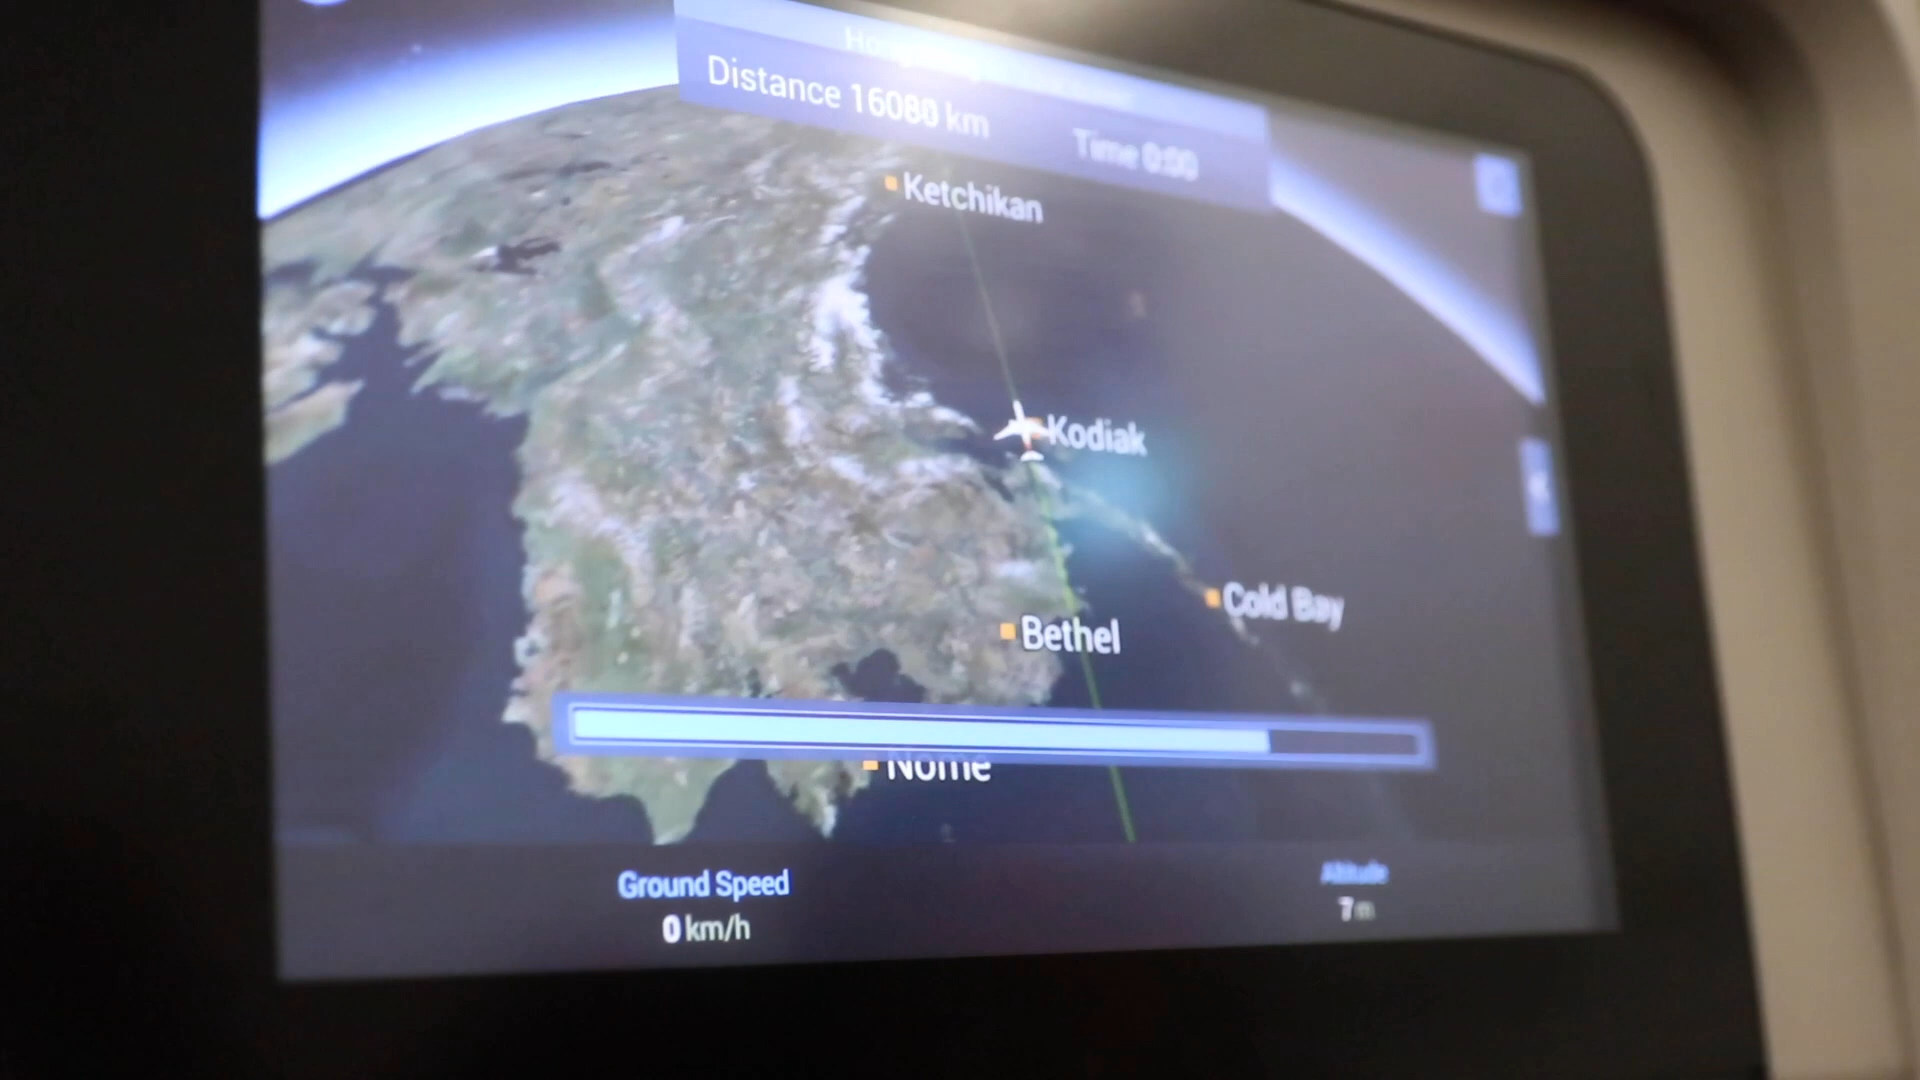 Distance 16080 km
Time 0:00
Ketchikan
Kodiak
Cold Bay
Bethel
Nome
Ground Speed
0 km/h
Altitude
7 m